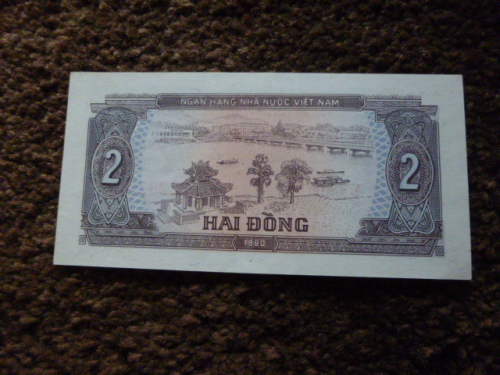 NGÂN HÀNG NHÀ NƯỚC VIỆT NAM
2 2
HAI ĐỒNG
1980